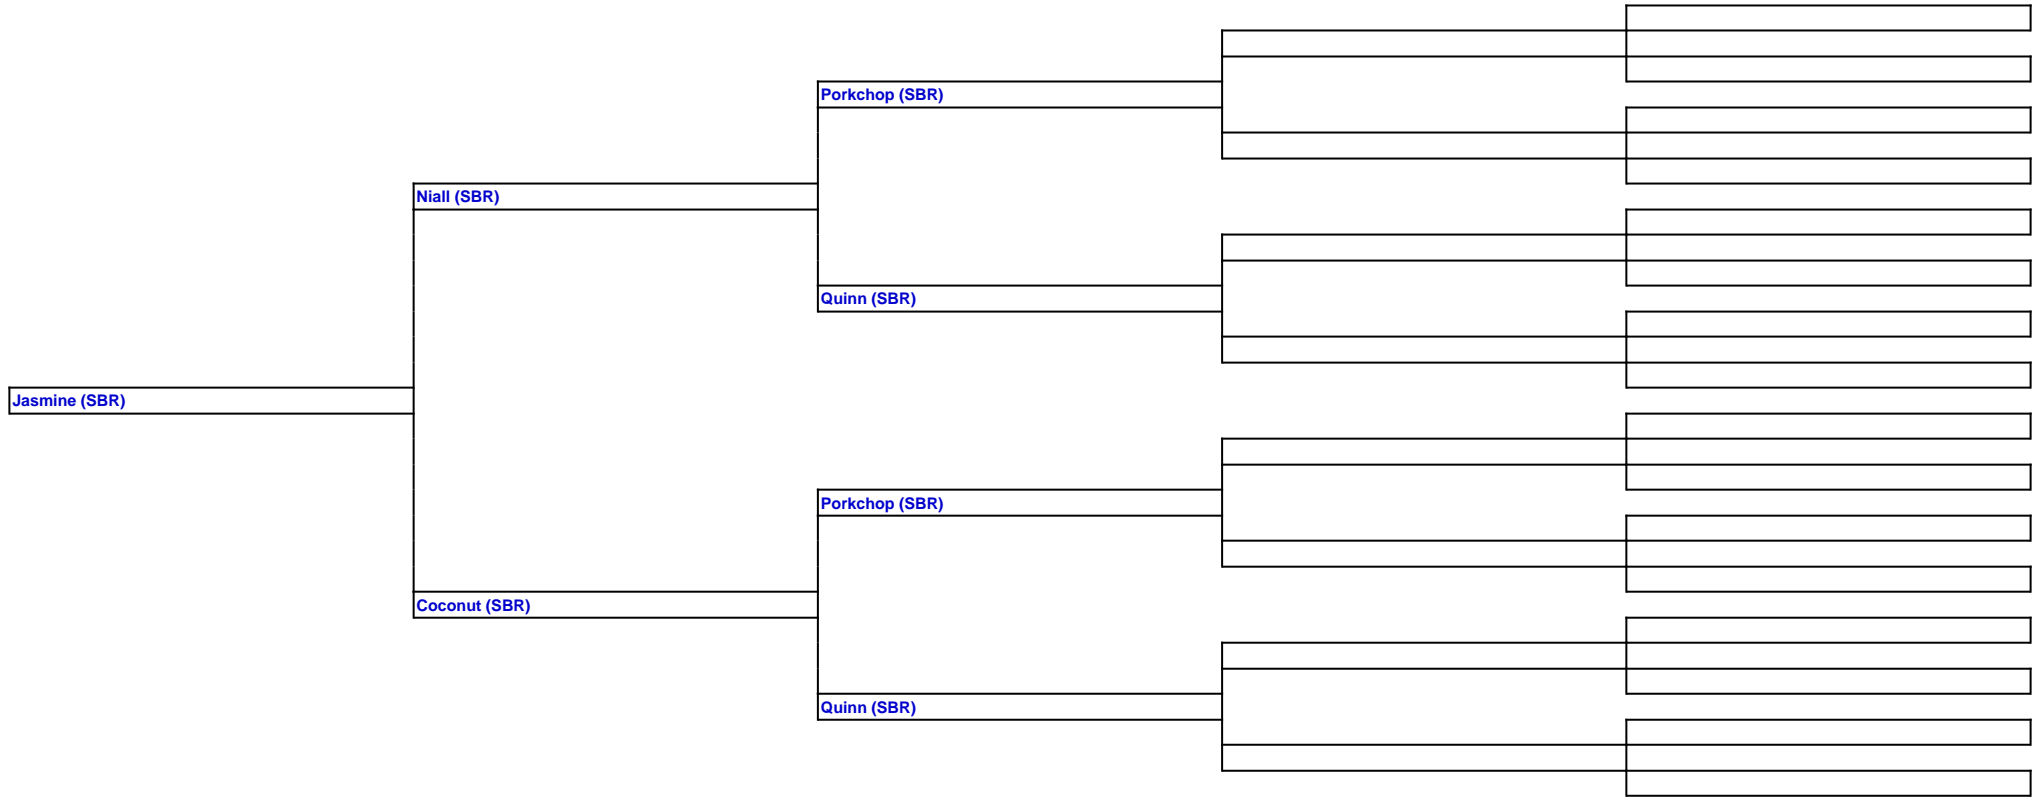 Porkchop (SBR)
Niall (SBR)
Quinn (SBR)
Jasmine (SBR)
Porkchop (SBR)
Coconut (SBR)
Quinn (SBR)